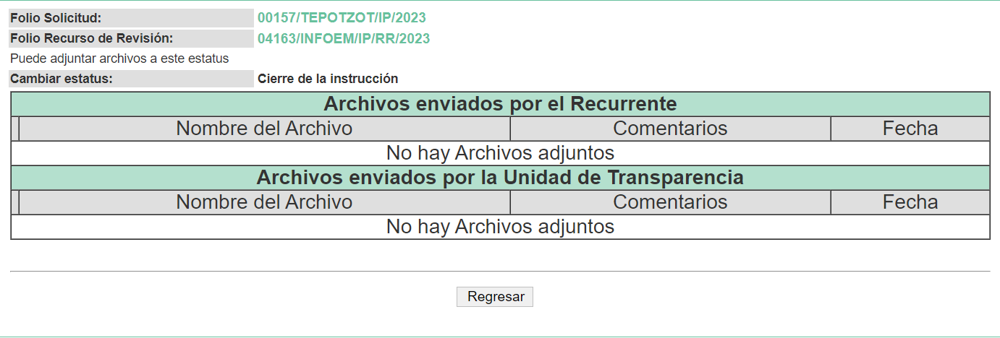 Folio Solicitud: 00157/TEPOTZOT/IP/2023
Folio Recurso de Revisión: 04163/INFOEM/IP/RR/2023
Puede adjuntar archivos a este estatus
Cambiar estatus: Cierre de la instrucción
Archivos enviados por el Recurrente
Nombre del Archivo Comentarios Fecha
No hay Archivos adjuntos
Archivos enviados por la Unidad de Transparencia
Nombre del Archivo Comentarios Fecha
No hay Archivos adjuntos
Regresar